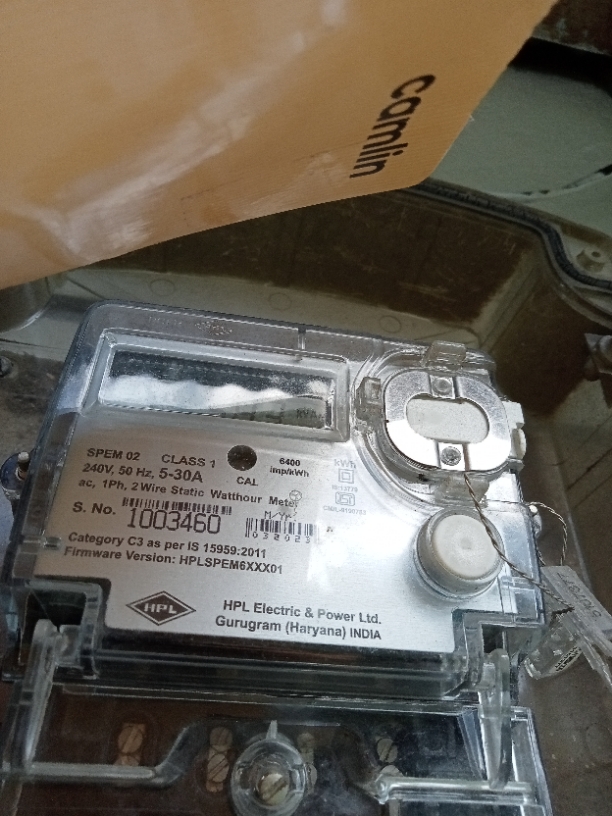 camlin
SPEM 02 CLASS 1
240V, 50 Hz, 5-30A
CAL
6400
imp/kWh
kWh
ac, 1Ph, 2 Wire Static Watthour Meter
S. No. 1003460
Category C3 as per IS 15959:2011
Firmware Version: HPLSPEM6XXX01
HPL
HPL Electric & Power Ltd.
Gurugram (Haryana) INDIA